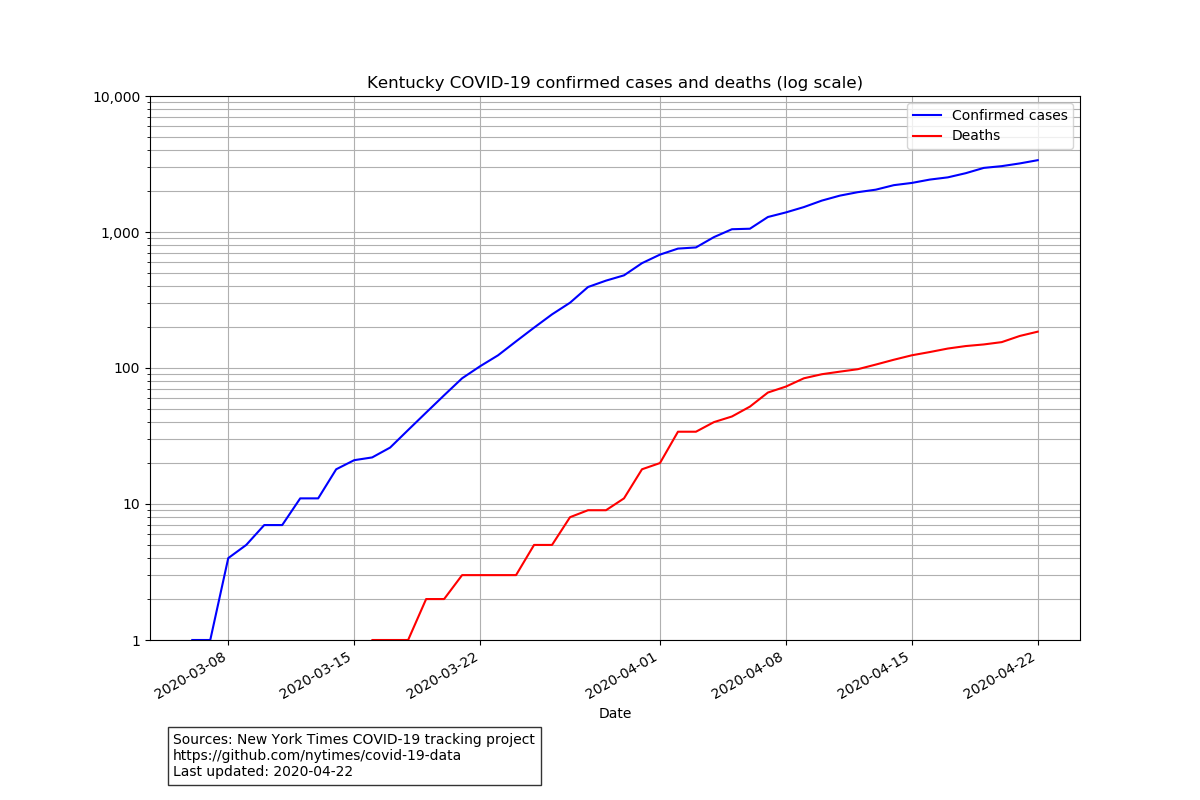 Kentucky COVID-19 confirmed cases and deaths (log scale)
10,000
1,000
100
10
1
Confirmed cases
Deaths
2020-03-08
2020-03-15
2020-03-22
2020-04-01
2020-04-08
2020-04-15
2020-04-22
Date
Sources: New York Times COVID-19 tracking project
https://github.com/nytimes/covid-19-data
Last updated: 2020-04-22